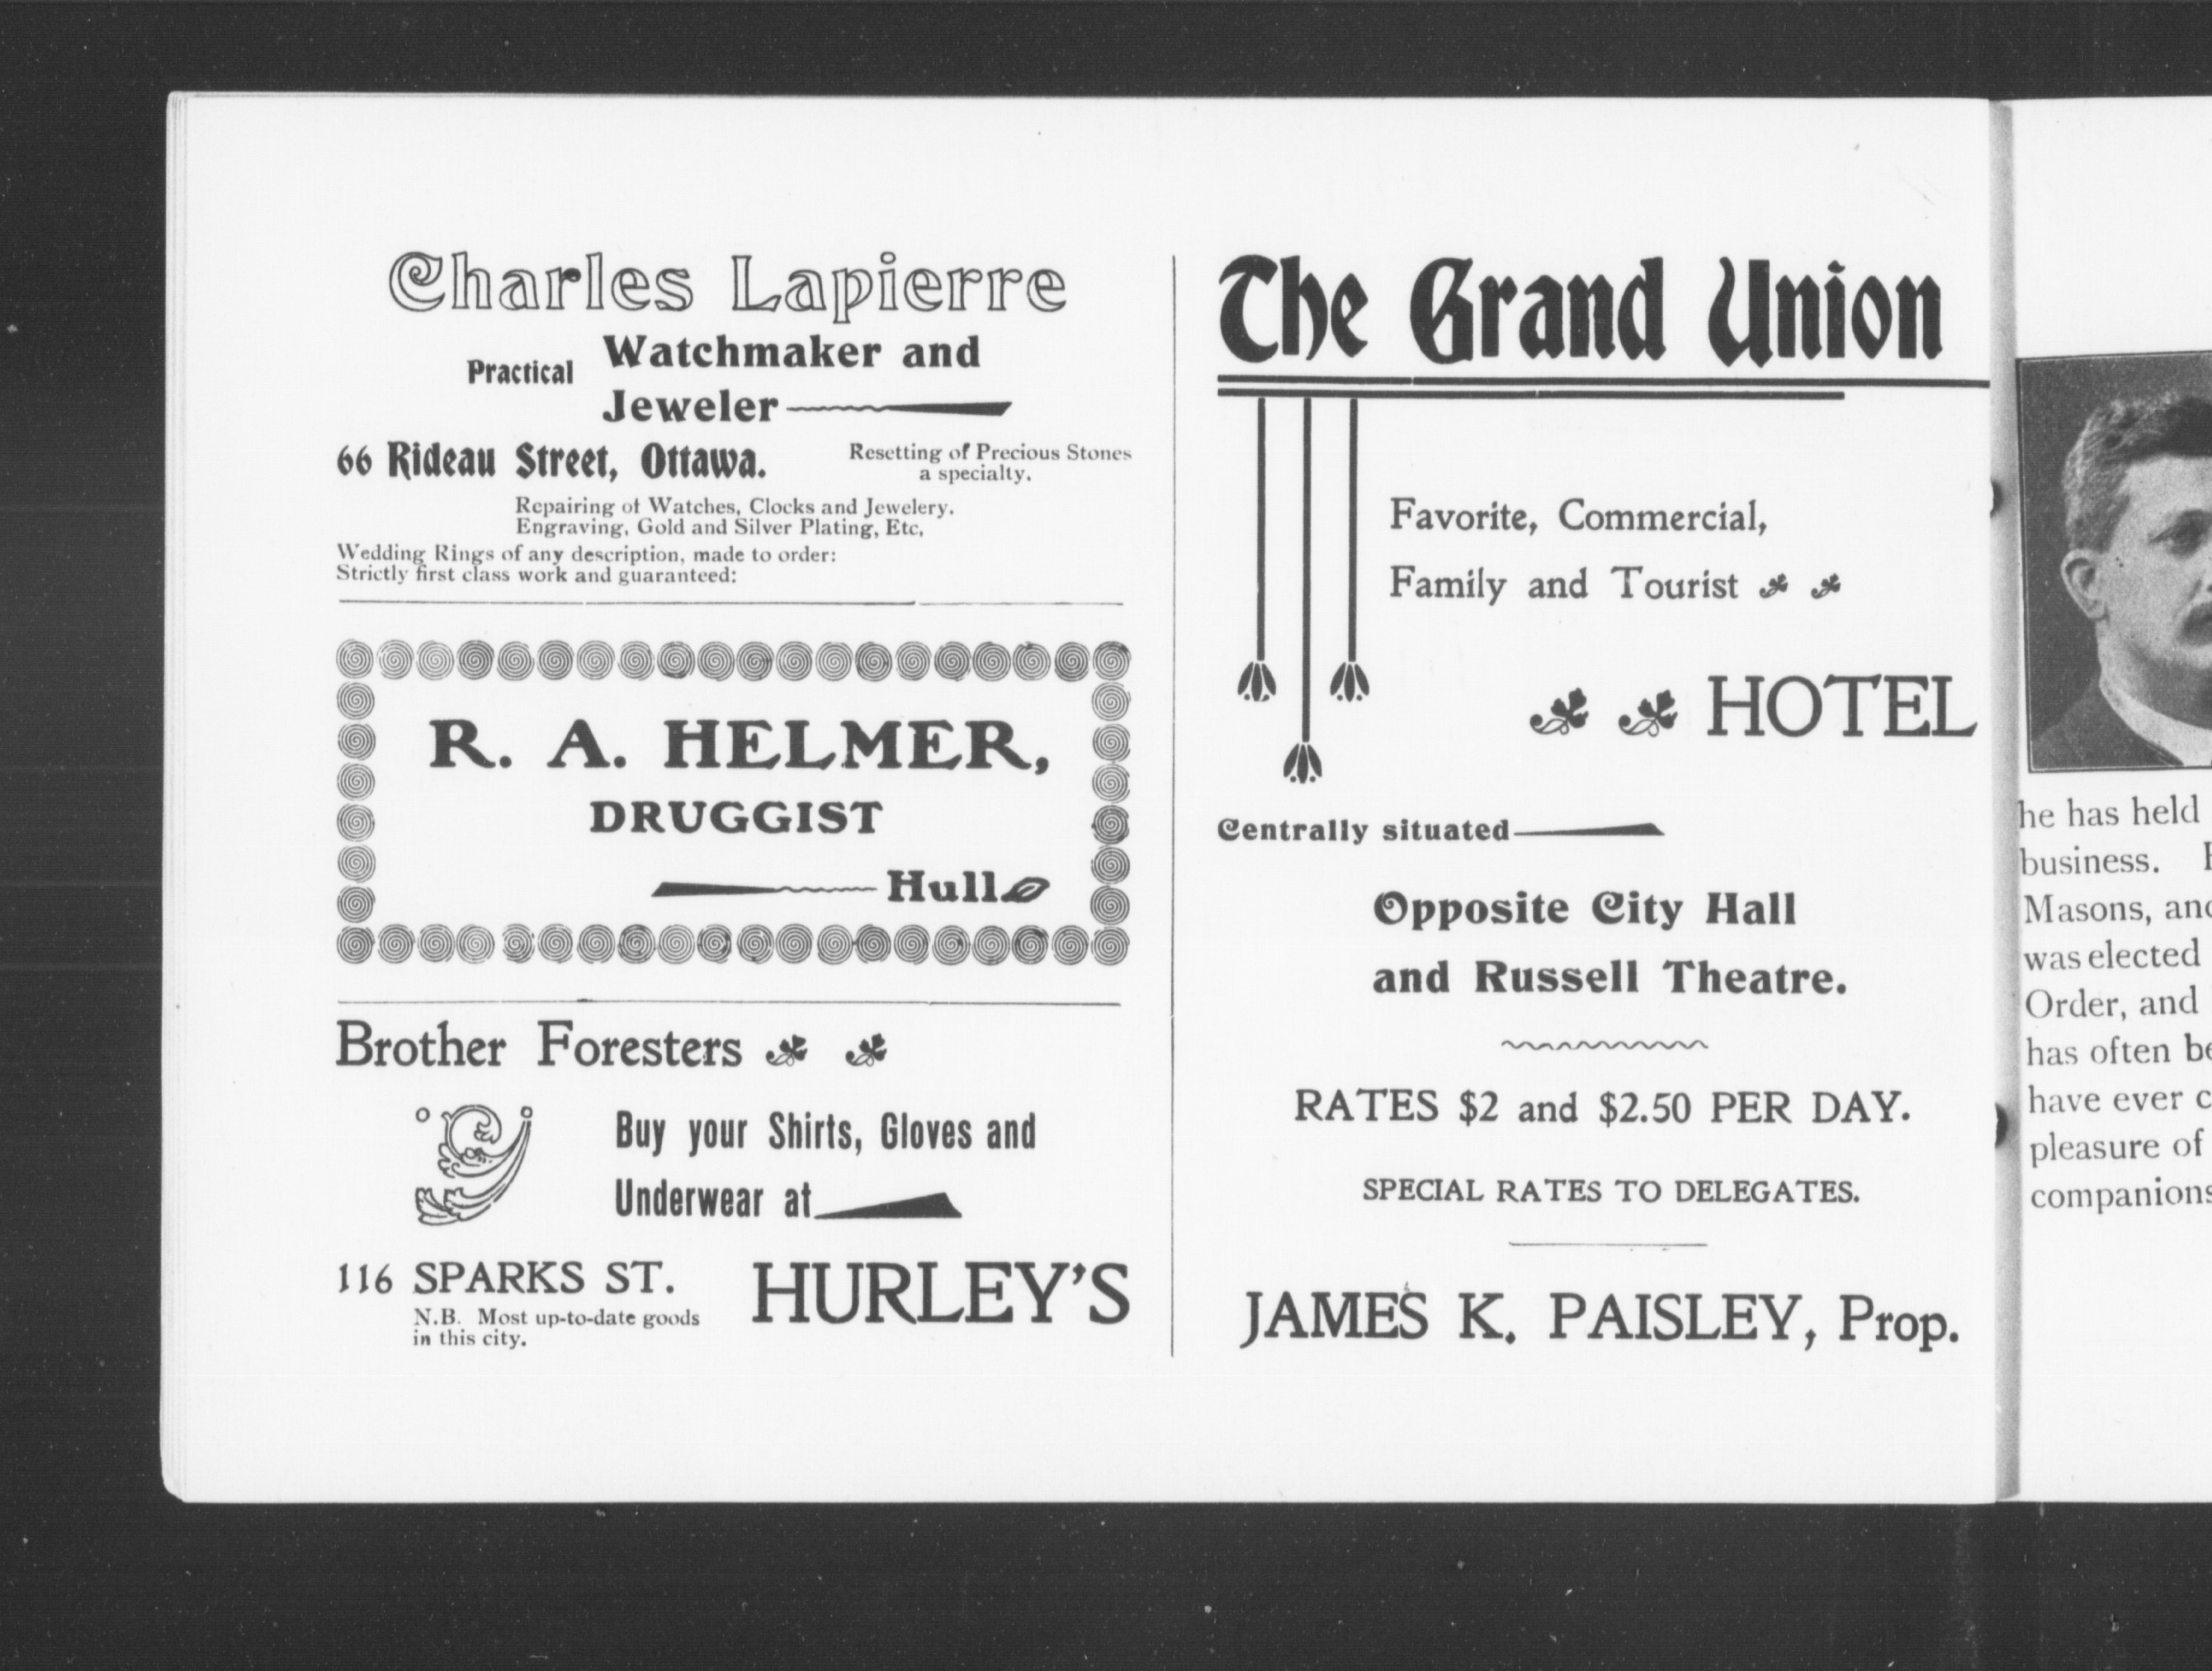 Charles Lapierre
Practical Watchmaker and
Jeweler
66 Rideau Street, Ottawa.
Resetting of Precious Stones
a specialty.
Repairing of Watches, Clocks and Jewelery.
Engraving, Gold and Silver Plating, Etc,
Wedding Rings of any description, made to order:
Strictly first class work and guaranteed:
R. A. HELMER,
DRUGGIST
Hull
Brother Foresters
Buy your Shirts, Gloves and
Underwear at
116 SPARKS ST.
N.B. Most up-to-date goods
in this city.
HURLEY'S
The Grand Union
Favorite, Commercial,
Family and Tourist
HOTEL
Centrally situated
Opposite City Hall
and Russell Theatre.
RATES $2 and $2.50 PER DAY.
SPECIAL RATES TO DELEGATES.
JAMES K. PAISLEY, Prop.
he has held
business.
Masons, and
was elected
Order, and
has often
have ever
pleasure of
companions